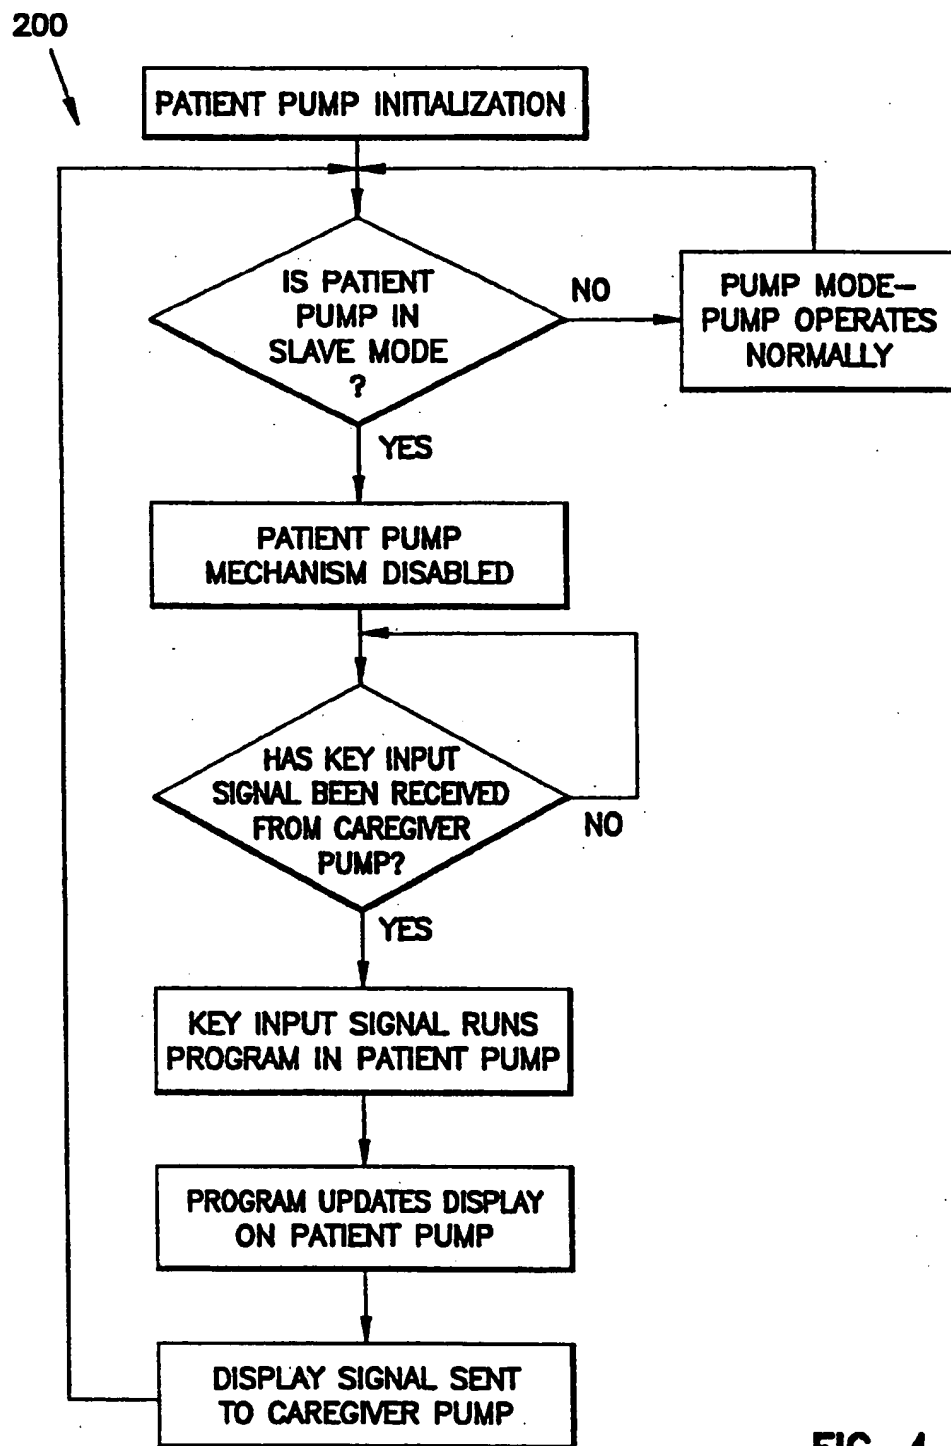 200
PATIENT PUMP INITIALIZATION
IS PATIENT
PUMP IN
SLAVE MODE
?
NO
PUMP MODE—
PUMP OPERATES
NORMALLY
YES
PATIENT PUMP
MECHANISM DISABLED
HAS KEY INPUT
SIGNAL BEEN RECEIVED
FROM CAREGIVER
PUMP?
NO
YES
KEY INPUT SIGNAL RUNS
PROGRAM IN PATIENT PUMP
PROGRAM UPDATES DISPLAY
ON PATIENT PUMP
DISPLAY SIGNAL SENT
TO CAREGIVER PUMP
FIG. 4